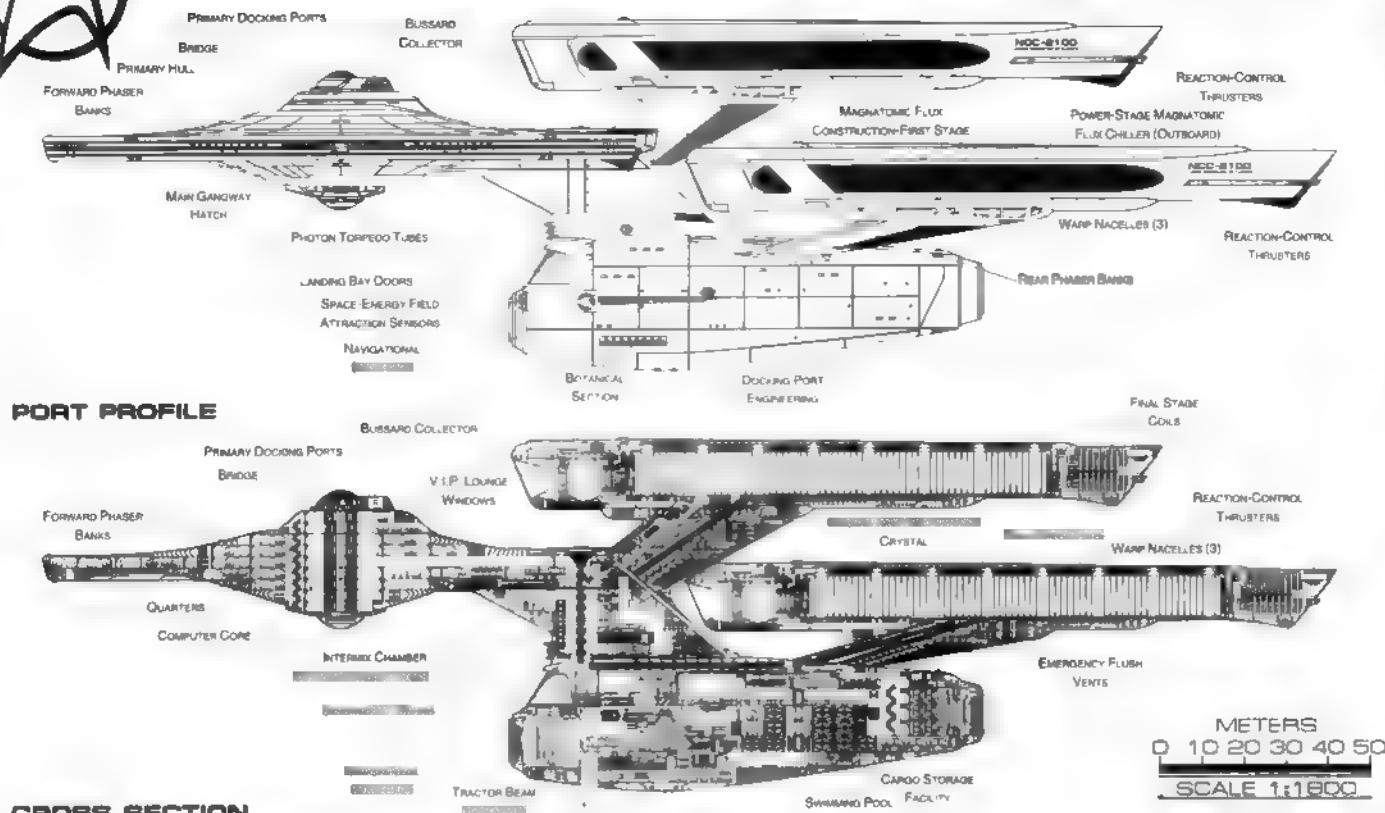 PRIMARY DOCKING PORTS
BRIDGE
PRIMARY HULL
FORWARD PHASER
BANKS
BUSSARD
COLLECTOR
NCC-2100
REACTION-CONTROL
THRUSTERS
MAGNATOMIC FLUX
CONSTRUCTION-FIRST STAGE
POWER-STAGE MAGNATOMIC
FLUX CHILLER (OUTBOARD)
NCC-2100
MAIN GANGWAY
HATCH
PHOTON TORPEDO TUBES
WARP NACELLES (3)
REACTION-CONTROL
THRUSTERS
LANDING BAY DOORS
SPACE-ENERGY FIELD
ATTRACTION SENSORS
NAVIGATIONAL
REAR PHASER BANKS
BOTANICAL
SECTION
DOCKING PORT
ENGINEERING
PORT PROFILE
BUSSARD COLLECTOR
PRIMARY DOCKING PORTS
BRIDGE
V.I.P. LOUNGE
WINDOWS
FINAL STAGE
COILS
FORWARD PHASER
BANKS
REACTION-CONTROL
THRUSTERS
CRYSTAL
WARP NACELLES (3)
QUARTERS
COMPUTER CORE
INTERMIX CHAMBER
EMERGENCY FLUSH
VENTS
TRACTOR BEAM
SWIMMING POOL
CARGO STORAGE
FACILITY
METERS
0 10 20 30 40 50
SCALE 1:1800
CROSS SECTION